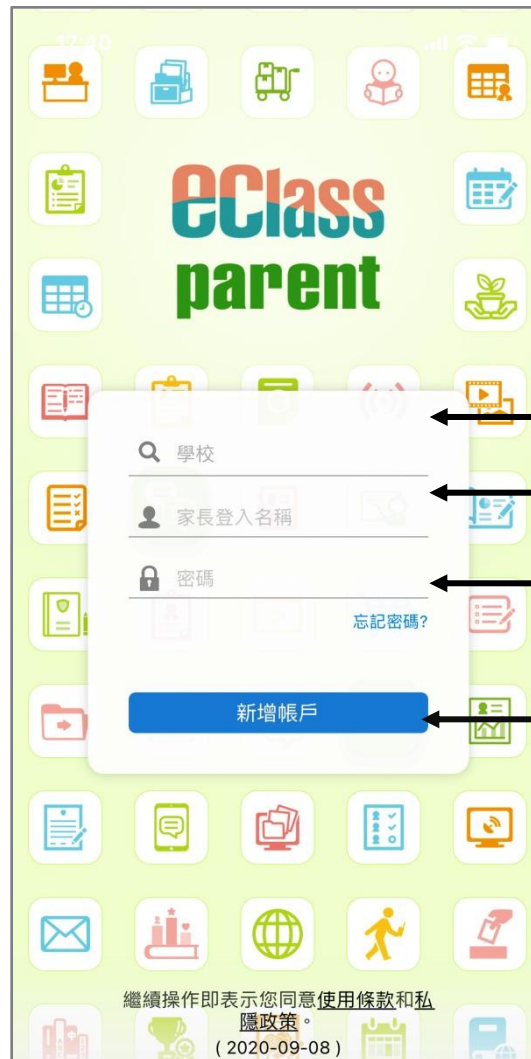 17:40
eClass
parent
學校
家長登入名稱
密碼
忘記密碼?
新增帳戶
繼續操作即表示您同意使用條款和私
隱政策。
( 2020-09-08 )